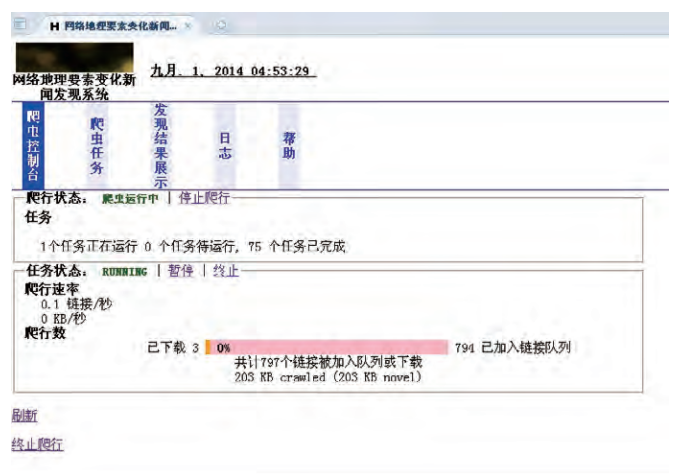 H 网络地理要素变化新闻... ×
网络地理要素变化新
闻发现系统
九月. 1, 2014 04:53:29
爬虫控制台
爬虫任务
发现结果展示
日志
帮助
爬行状态: 爬虫运行中 | 停止爬行
任务
1个任务正在运行 0 个任务待运行, 75 个任务已完成
任务状态: RUNNING | 暂停 | 终止
爬行速率
0.1 链接/秒
0 KB/秒
爬行数
已下载 3 0% 794 已加入链接队列
共计797个链接被加入队列或下载
203 KB crawled (203 KB novel)
刷新
终止爬行